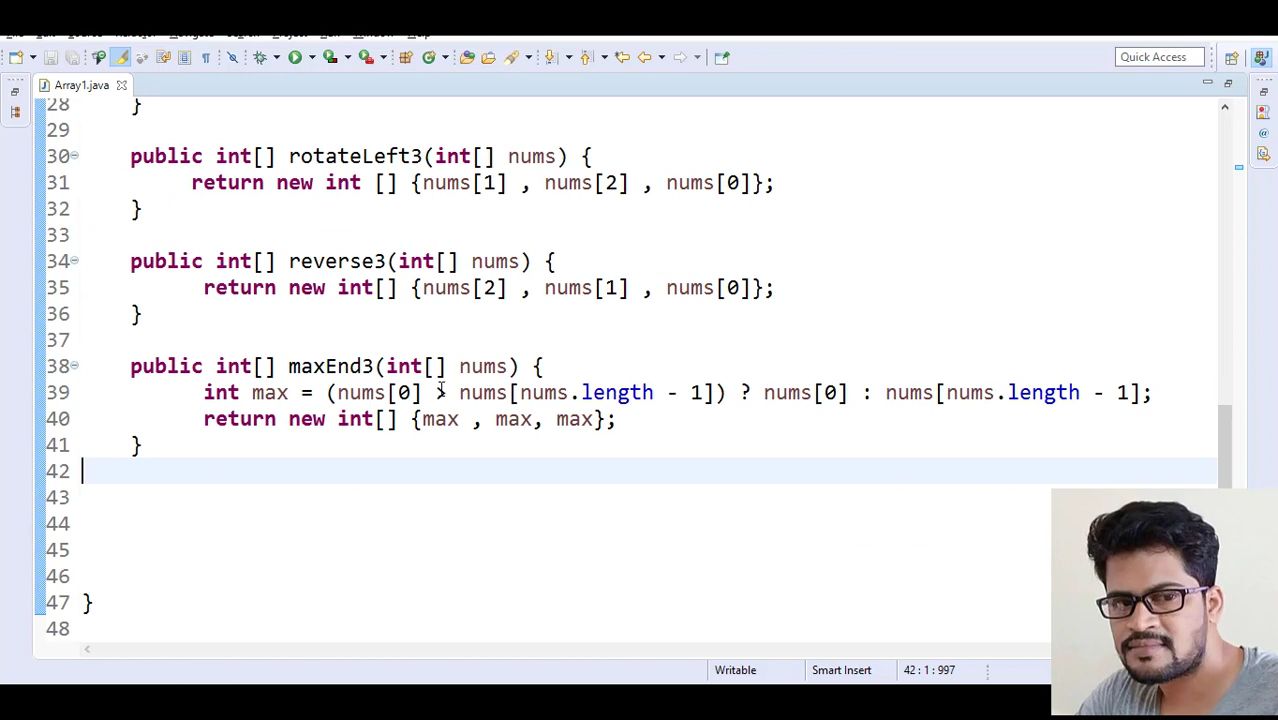 Quick Access
Array1.java
28 }
29
30 public int[] rotateLeft3(int[] nums) {
31 return new int [] {nums[1] , nums[2] , nums[0]};
32 }
33
34 public int[] reverse3(int[] nums) {
35 return new int[] {nums[2] , nums[1] , nums[0]};
36 }
37
38 public int[] maxEnd3(int[] nums) {
39 int max = (nums[0] > nums[nums.length - 1]) ? nums[0] : nums[nums.length - 1];
40 return new int[] {max , max, max};
41 }
42
43
44
45
46
47 }
48
Writable Smart Insert 42 : 1 : 997